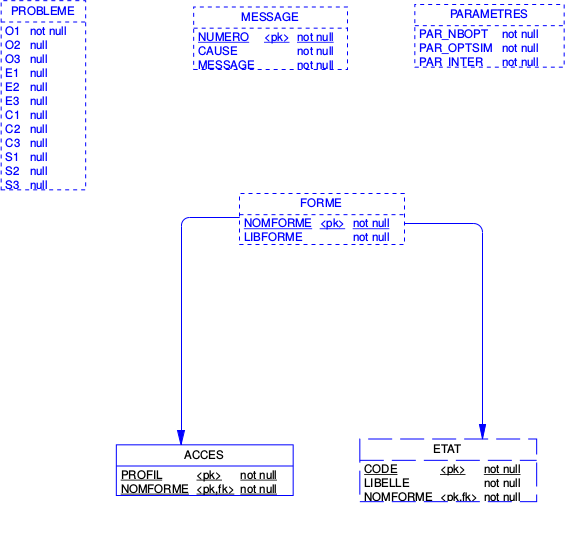 PROBLEME
O1 not null
O2 null
O3 null
E1 null
E2 null
E3 null
C1 null
C2 null
C3 null
S1 null
S2 null
S3 null
MESSAGE
NUMERO <pk> not null
CAUSE not null
MESSAGE not null
PARAMETRES
PAR_NBOPT not null
PAR_OPTSIM not null
PAR_INTER not null
FORME
NOMFORME <pk> not null
LIBFORME not null
ACCES
PROFIL <pk> not null
NOMFORME <pk,fk> not null
ETAT
CODE <pk> not null
LIBELLE not null
NOMFORME <pk,fk> not null